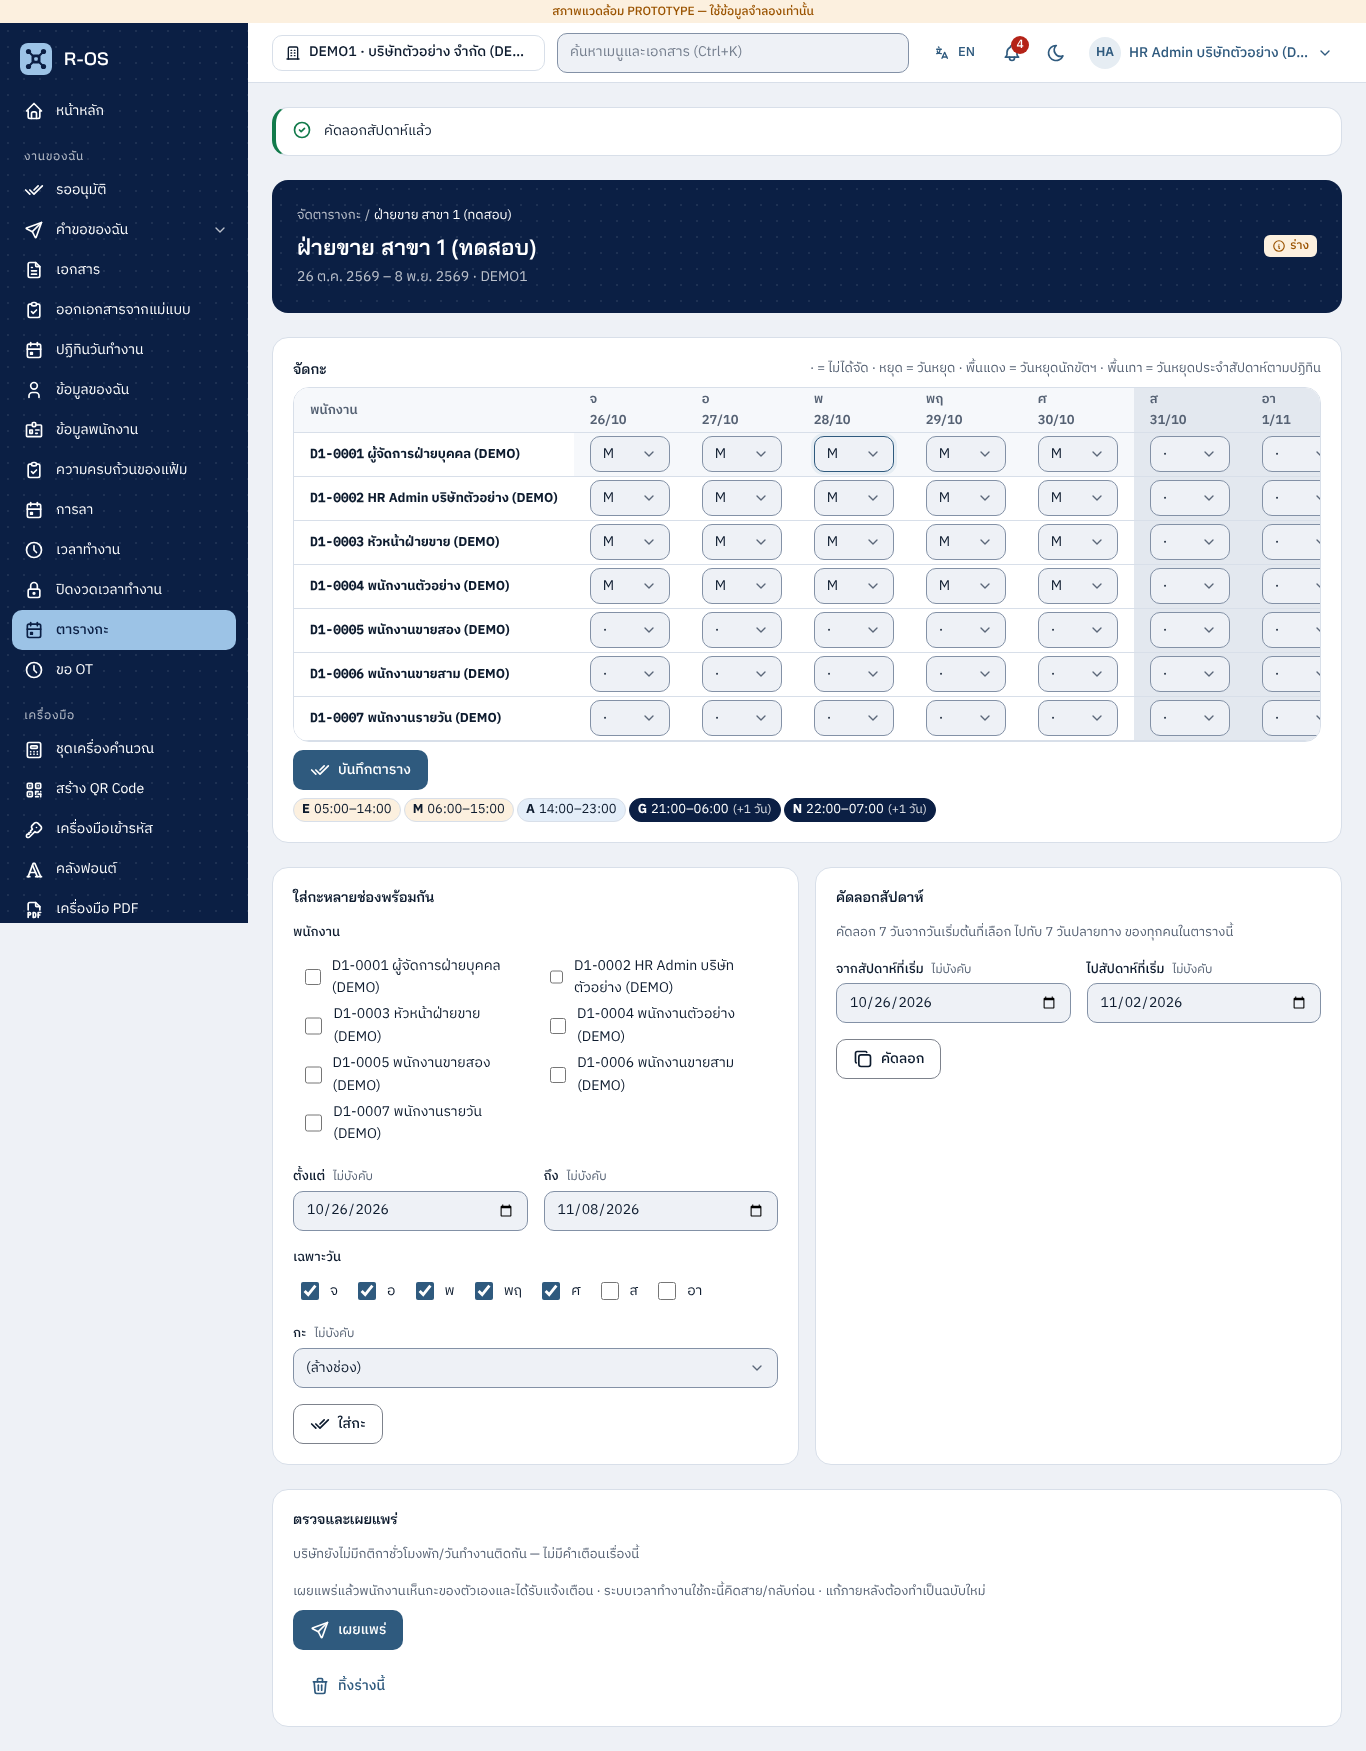 สภาพแวดล้อม PROTOTYPE — ใช้ข้อมูลจำลองเท่านั้น
R-OS
DEMO1 · บริษัทตัวอย่าง จำกัด (DE...
ค้นหาเมนูและเอกสาร (Ctrl+K)
EN
4
HA
HR Admin บริษัทตัวอย่าง (D...
หน้าหลัก
งานของฉัน
รออนุมัติ
คำขอของฉัน
เอกสาร
ออกเอกสารจากแม่แบบ
ปฏิทินวันทำงาน
ข้อมูลของฉัน
ข้อมูลพนักงาน
ความครบถ้วนของแฟ้ม
การลา
เวลาทำงาน
ปิดงวดเวลาทำงาน
ตารางกะ
ขอ OT
เครื่องมือ
ชุดเครื่องคำนวณ
สร้าง QR Code
เครื่องมือเข้ารหัส
คลังฟอนต์
เครื่องมือ PDF
คัดลอกสัปดาห์แล้ว
จัดตารางกะ / ฝ่ายขาย สาขา 1 (ทดสอบ)
ฝ่ายขาย สาขา 1 (ทดสอบ)
26 ต.ค. 2569 – 8 พ.ย. 2569 · DEMO1
ร่าง
จัดกะ
· = ไม่ได้จัด · หยุด = วันหยุด · พื้นแดง = วันหยุดนักขัตฯ · พื้นเทา = วันหยุดประจำสัปดาห์ตามปฏิทิน
พนักงาน จ 26/10 อ 27/10 พ 28/10 พฤ 29/10 ศ 30/10 ส 31/10 อา 1/11
D1-0001 ผู้จัดการฝ่ายบุคคล (DEMO) M M M M M · ·
D1-0002 HR Admin บริษัทตัวอย่าง (DEMO) M M M M M · ·
D1-0003 หัวหน้าฝ่ายขาย (DEMO) M M M M M · ·
D1-0004 พนักงานตัวอย่าง (DEMO) M M M M M · ·
D1-0005 พนักงานขายสอง (DEMO) · · · · · · ·
D1-0006 พนักงานขายสาม (DEMO) · · · · · · ·
D1-0007 พนักงานรายวัน (DEMO) · · · · · · ·
บันทึกตาราง
E 05:00–14:00 M 06:00–15:00 A 14:00–23:00 G 21:00–06:00 (+1 วัน) N 22:00–07:00 (+1 วัน)
ใส่กะหลายช่องพร้อมกัน
พนักงาน
D1-0001 ผู้จัดการฝ่ายบุคคล (DEMO)
D1-0002 HR Admin บริษัทตัวอย่าง (DEMO)
D1-0003 หัวหน้าฝ่ายขาย (DEMO)
D1-0004 พนักงานตัวอย่าง (DEMO)
D1-0005 พนักงานขายสอง (DEMO)
D1-0006 พนักงานขายสาม (DEMO)
D1-0007 พนักงานรายวัน (DEMO)
ตั้งแต่ ไม่บังคับ ถึง ไม่บังคับ
10/26/2026 11/08/2026
เฉพาะวัน
จ อ พ พฤ ศ ส อา
กะ ไม่บังคับ
(ล้างช่อง)
ใส่กะ
คัดลอกสัปดาห์
คัดลอก 7 วันจากวันเริ่มต้นที่เลือก ไปทับ 7 วันปลายทาง ของทุกคนในตารางนี้
จากสัปดาห์ที่เริ่ม ไม่บังคับ ไปสัปดาห์ที่เริ่ม ไม่บังคับ
10/26/2026 11/02/2026
คัดลอก
ตรวจและเผยแพร่
บริษัทยังไม่มีกติกาชั่วโมงพัก/วันทำงานติดกัน — ไม่มีคำเตือนเรื่องนี้
เผยแพร่แล้วพนักงานเห็นกะของตัวเองและได้รับแจ้งเตือน · ระบบเวลาทำงานใช้กะนี้คิดสาย/กลับก่อน · แก้ภายหลังต้องทำเป็นฉบับใหม่
เผยแพร่
ทิ้งร่างนี้